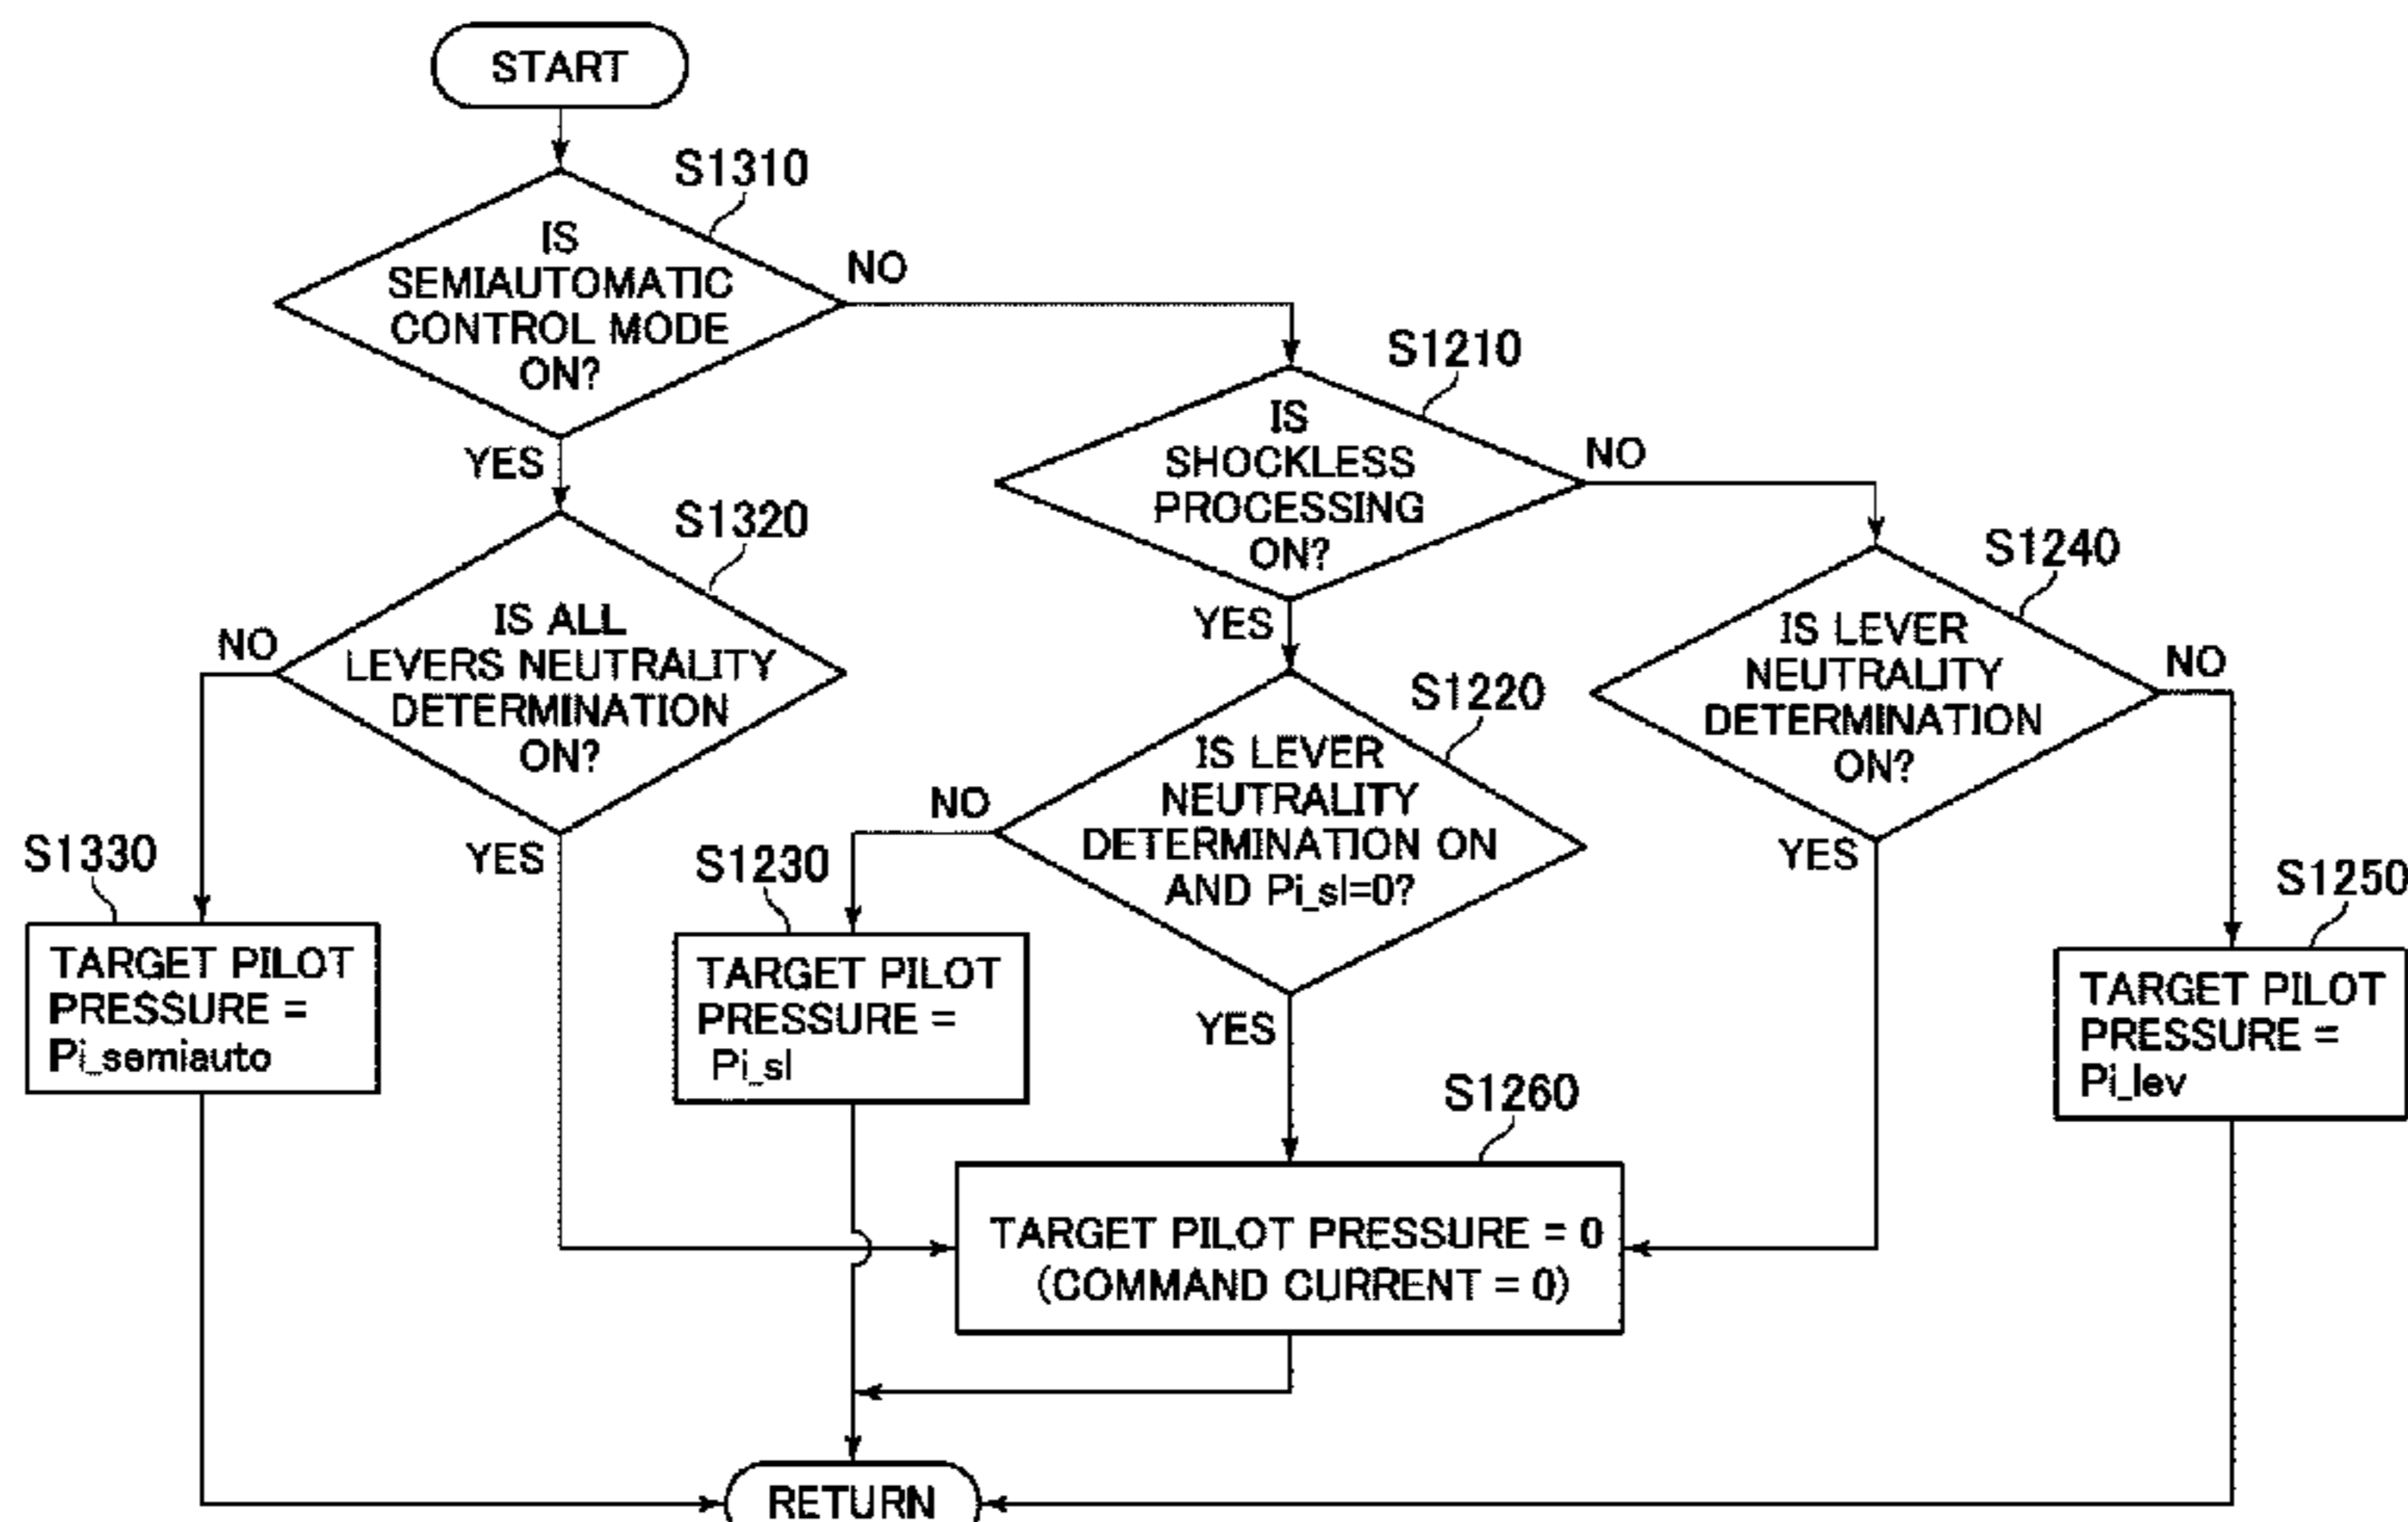 START
S1310
IS
SEMIAUTOMATIC
CONTROL MODE
ON?
NO
YES
S1210
IS
SHOCKLESS
PROCESSING
ON?
NO
YES
S1320
IS ALL
LEVERS NEUTRALITY
DETERMINATION
ON?
NO
YES
S1240
IS LEVER
NEUTRALITY
DETERMINATION
ON?
NO
YES
S1220
IS LEVER
NEUTRALITY
DETERMINATION ON
AND Pi_sl=0?
NO
YES
S1330
TARGET PILOT
PRESSURE =
Pi_semiauto
S1230
TARGET PILOT
PRESSURE =
Pi_sl
S1250
TARGET PILOT
PRESSURE =
Pi_lev
S1260
TARGET PILOT PRESSURE = 0
(COMMAND CURRENT = 0)
RETURN